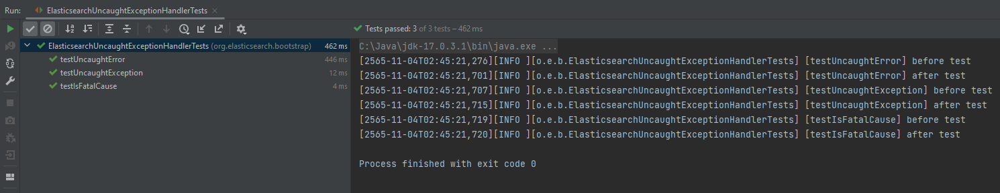 Run: ElasticsearchUncaughtExceptionHandlerTests
Tests passed: 3 of 3 tests – 462 ms
ElasticsearchUncaughtExceptionHandlerTests (org.elasticsearch.bootstrap) 462 ms
testUncaughtError 446 ms
testUncaughtException 12 ms
testIsFatalCause 4 ms
C:\Java\jdk-17.0.3.1\bin\java.exe ...
[2565-11-04T02:45:21,276][INFO ][o.e.b.ElasticsearchUncaughtExceptionHandlerTests] [testUncaughtError] before test
[2565-11-04T02:45:21,701][INFO ][o.e.b.ElasticsearchUncaughtExceptionHandlerTests] [testUncaughtError] after test
[2565-11-04T02:45:21,707][INFO ][o.e.b.ElasticsearchUncaughtExceptionHandlerTests] [testUncaughtException] before test
[2565-11-04T02:45:21,715][INFO ][o.e.b.ElasticsearchUncaughtExceptionHandlerTests] [testUncaughtException] after test
[2565-11-04T02:45:21,719][INFO ][o.e.b.ElasticsearchUncaughtExceptionHandlerTests] [testIsFatalCause] before test
[2565-11-04T02:45:21,720][INFO ][o.e.b.ElasticsearchUncaughtExceptionHandlerTests] [testIsFatalCause] after test
Process finished with exit code 0